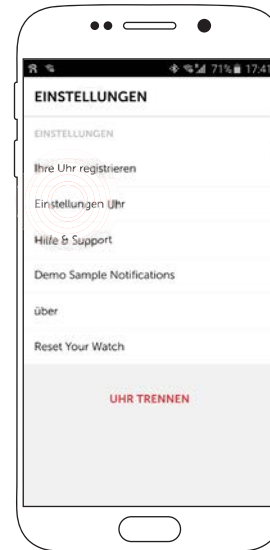 71% 17:41
EINSTELLUNGEN
EINSTELLUNGEN
Ihre Uhr registrieren
Einstellungen Uhr
Hilfe & Support
Demo Sample Notifications
über
Reset Your Watch
UHR TRENNEN